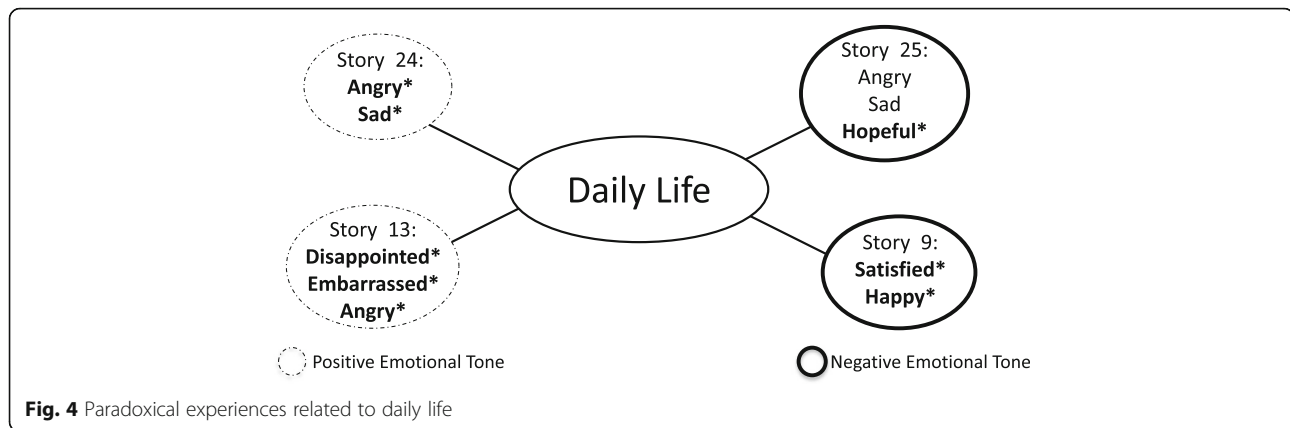 Story 24:
Angry*
Sad*
Story 25:
Angry
Sad
Hopeful*
Daily Life
Story 13:
Disappointed*
Embarrassed*
Angry*
Story 9:
Satisfied*
Happy*
Positive Emotional Tone
Negative Emotional Tone
Fig. 4 Paradoxical experiences related to daily life